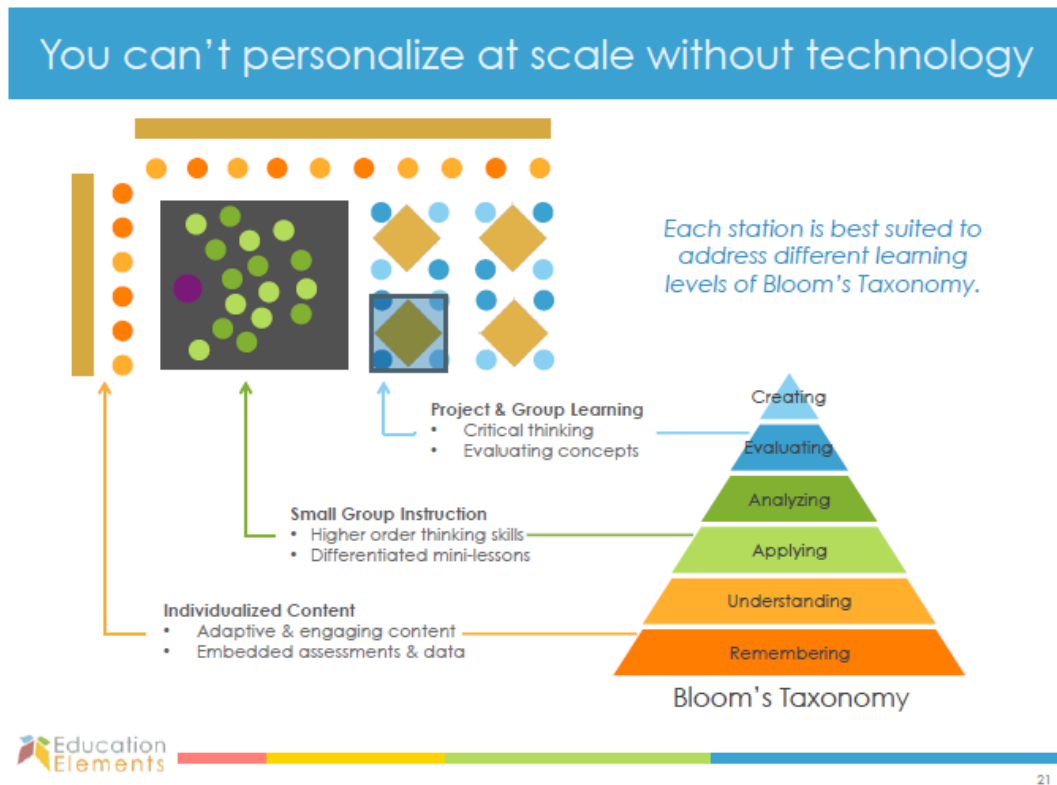 You can't personalize at scale without technology
Each station is best suited to
address different learning
levels of Bloom's Taxonomy.
Project & Group Learning
• Critical thinking
• Evaluating concepts
Small Group Instruction
• Higher order thinking skills
• Differentiated mini-lessons
Individualized Content
• Adaptive & engaging content
• Embedded assessments & data
Creating
Evaluating
Analyzing
Applying
Understanding
Remembering
Bloom's Taxonomy
Education
Elements
21